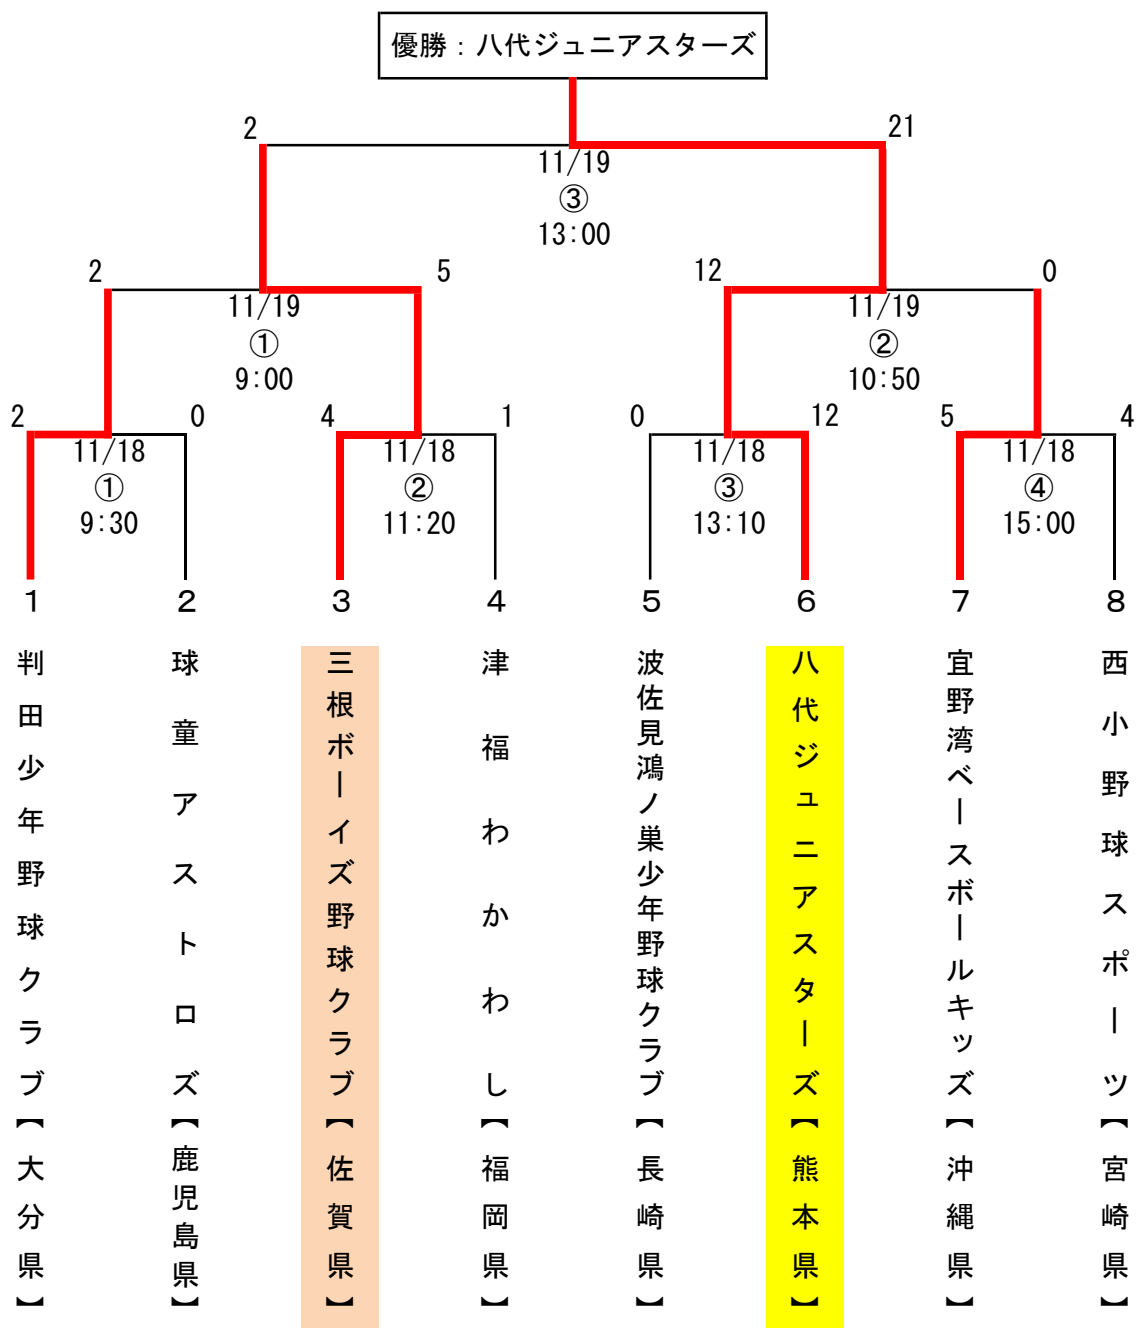 優勝：八代ジュニアスターズ
2 21
11/19
③
13:00
2 5 12 0
11/19 11/19
① ②
9:00 10:50
2 0 4 1 0 12 5 4
11/18 11/18 11/18 11/18
① ② ③ ④
9:30 11:20 13:10 15:00
1 2 3 4 5 6 7 8
判田少年野球クラブ【大分県】
球童アストロズ【鹿児島県】
三根ボーイズ野球クラブ【佐賀県】
津福わかわし【福岡県】
波佐見鴻ノ巣少年野球クラブ【長崎県】
八代ジュニアスターズ【熊本県】
宜野湾ベースボールキッズ【沖縄県】
西小野球スポーツ【宮崎県】